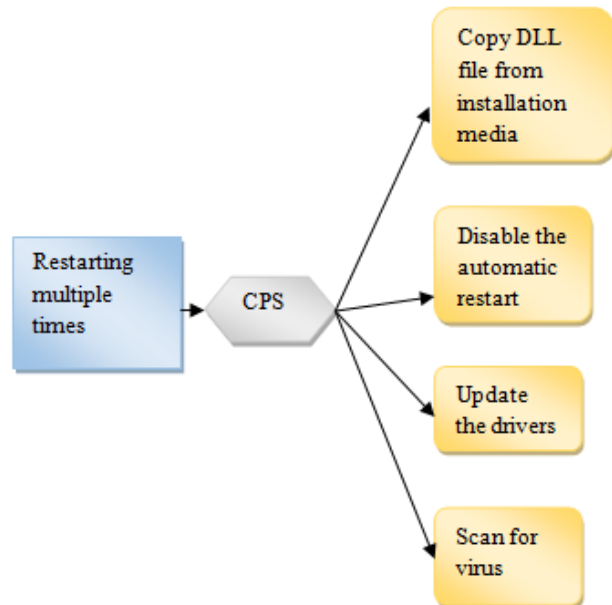 Restarting
multiple
times
CPS
Copy DLL
file from
installation
media
Disable the
automatic
restart
Update
the drivers
Scan for
virus